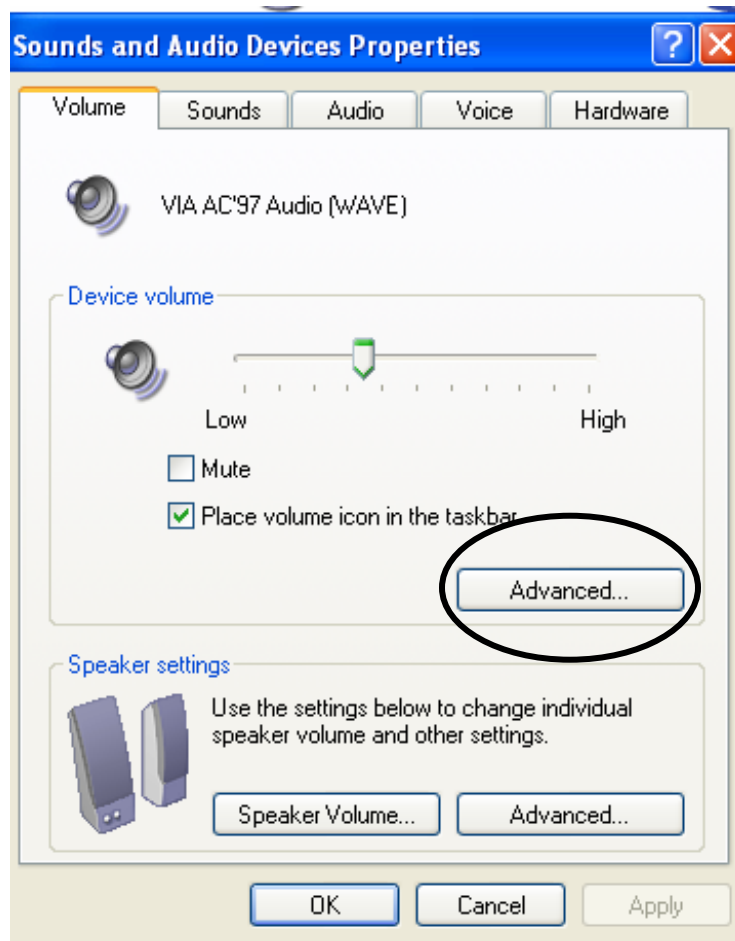 Sounds and Audio Devices Properties
?
Volume Sounds Audio Voice Hardware
VIA AC'97 Audio (WAVE)
Device volume
Low High
Mute
Place volume icon in the taskbar
Advanced...
Speaker settings
Use the settings below to change individual
speaker volume and other settings.
Speaker Volume... Advanced...
OK Cancel Apply